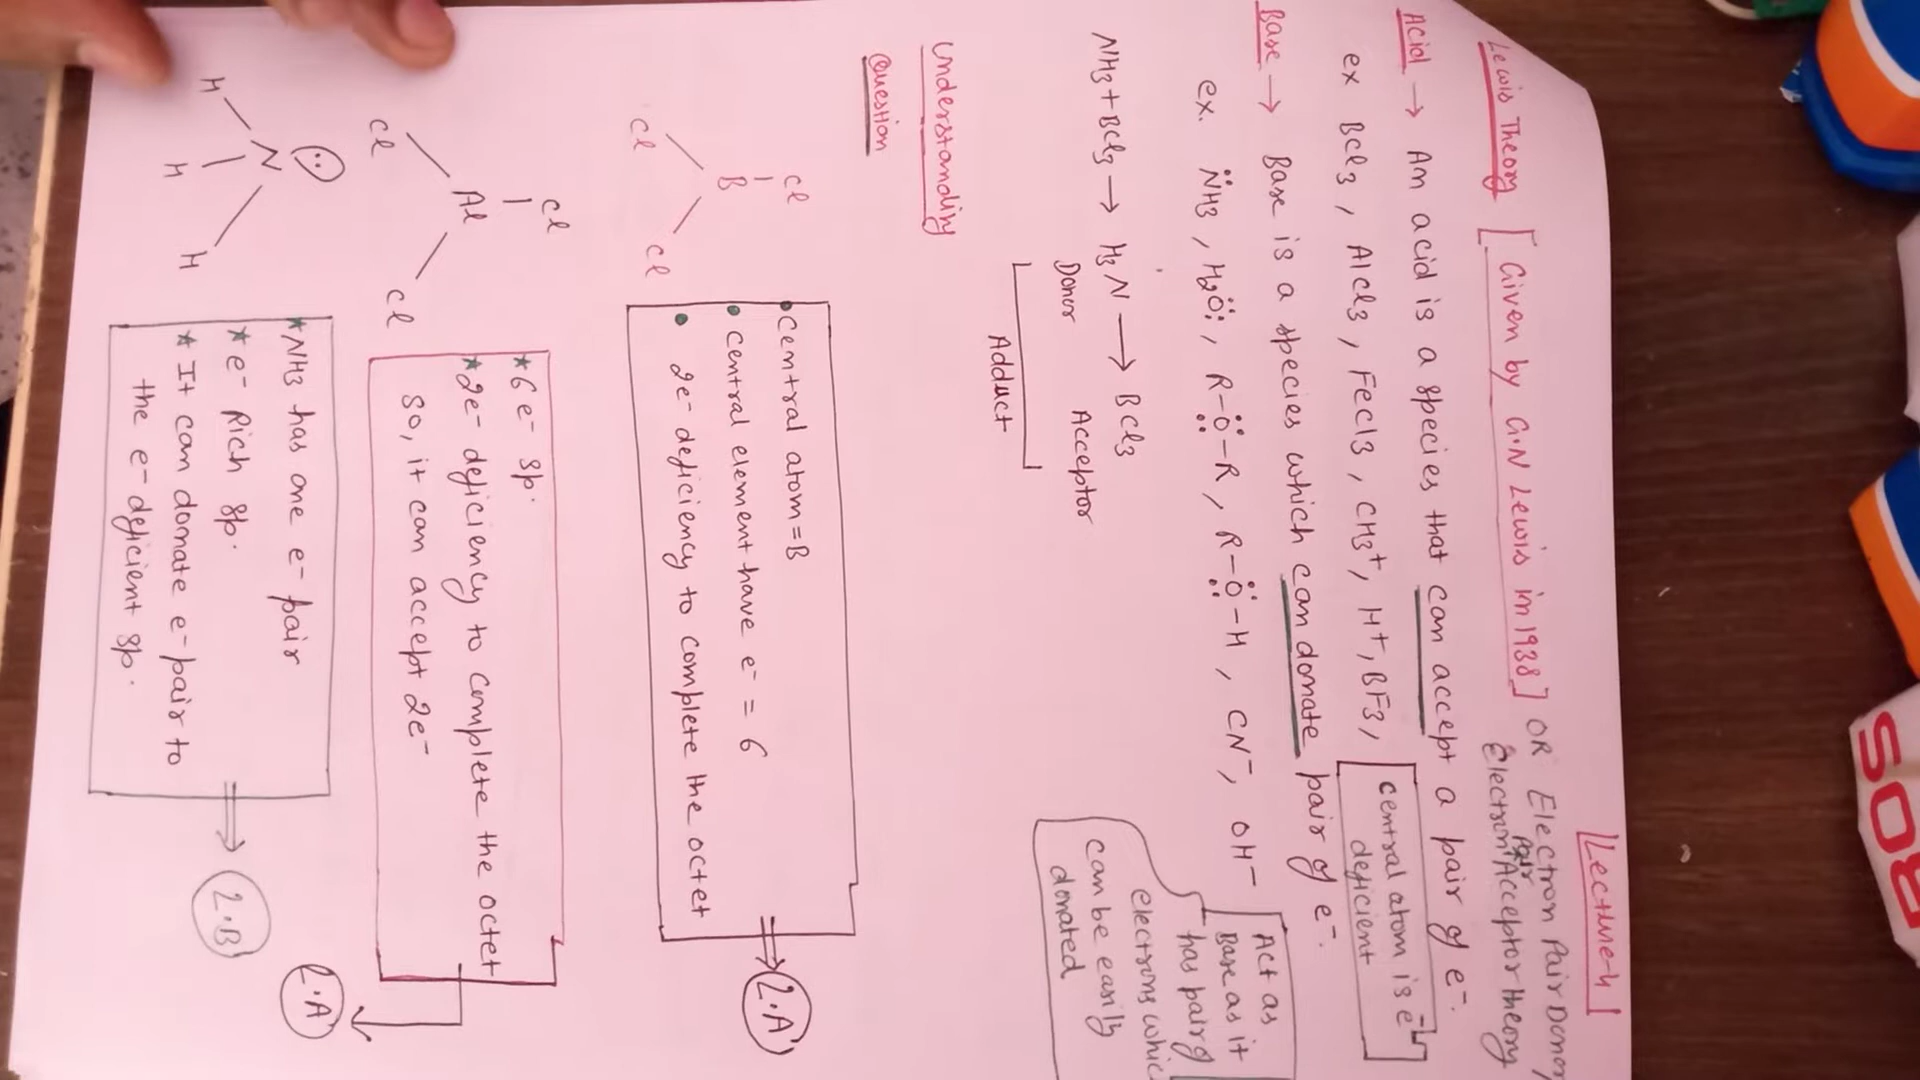 Lecture-4
Lewis Theory [Given by G.N Lewis in 1938] OR Electron Pair Donor/
Electron Pair Acceptor theory
Acid → An acid is a species that can accept a pair of e-.
ex BCl3, AlCl3, FeCl3, CH3+, H+, BF3,
central atom is e-
deficient
Base → Base is a species which can donate pair of e-.
ex. N̈H3, H2Ö:, R-Ö-R, R-Ö-H, CN-, OH-
Act as
Base as it
has pair of
electrons which
can be easily
donated
NH3 + BCl3 → H3N → BCl3
Donor Acceptor
Adduct
Understanding
Question
Cl
B
Cl Cl
• central atom = B
• central element have e- = 6
• 2e- deficiency to complete the octet
L.A
Cl
Al
Cl Cl
*6 e- sp.
*2e- deficiency to complete the octet
so, it can accept 2e-
L.A
N
H H H
*NH3 has one e- pair
*e- Rich sp.
*It can donate e- pair to
the e- deficient sp.
L.B
SOB